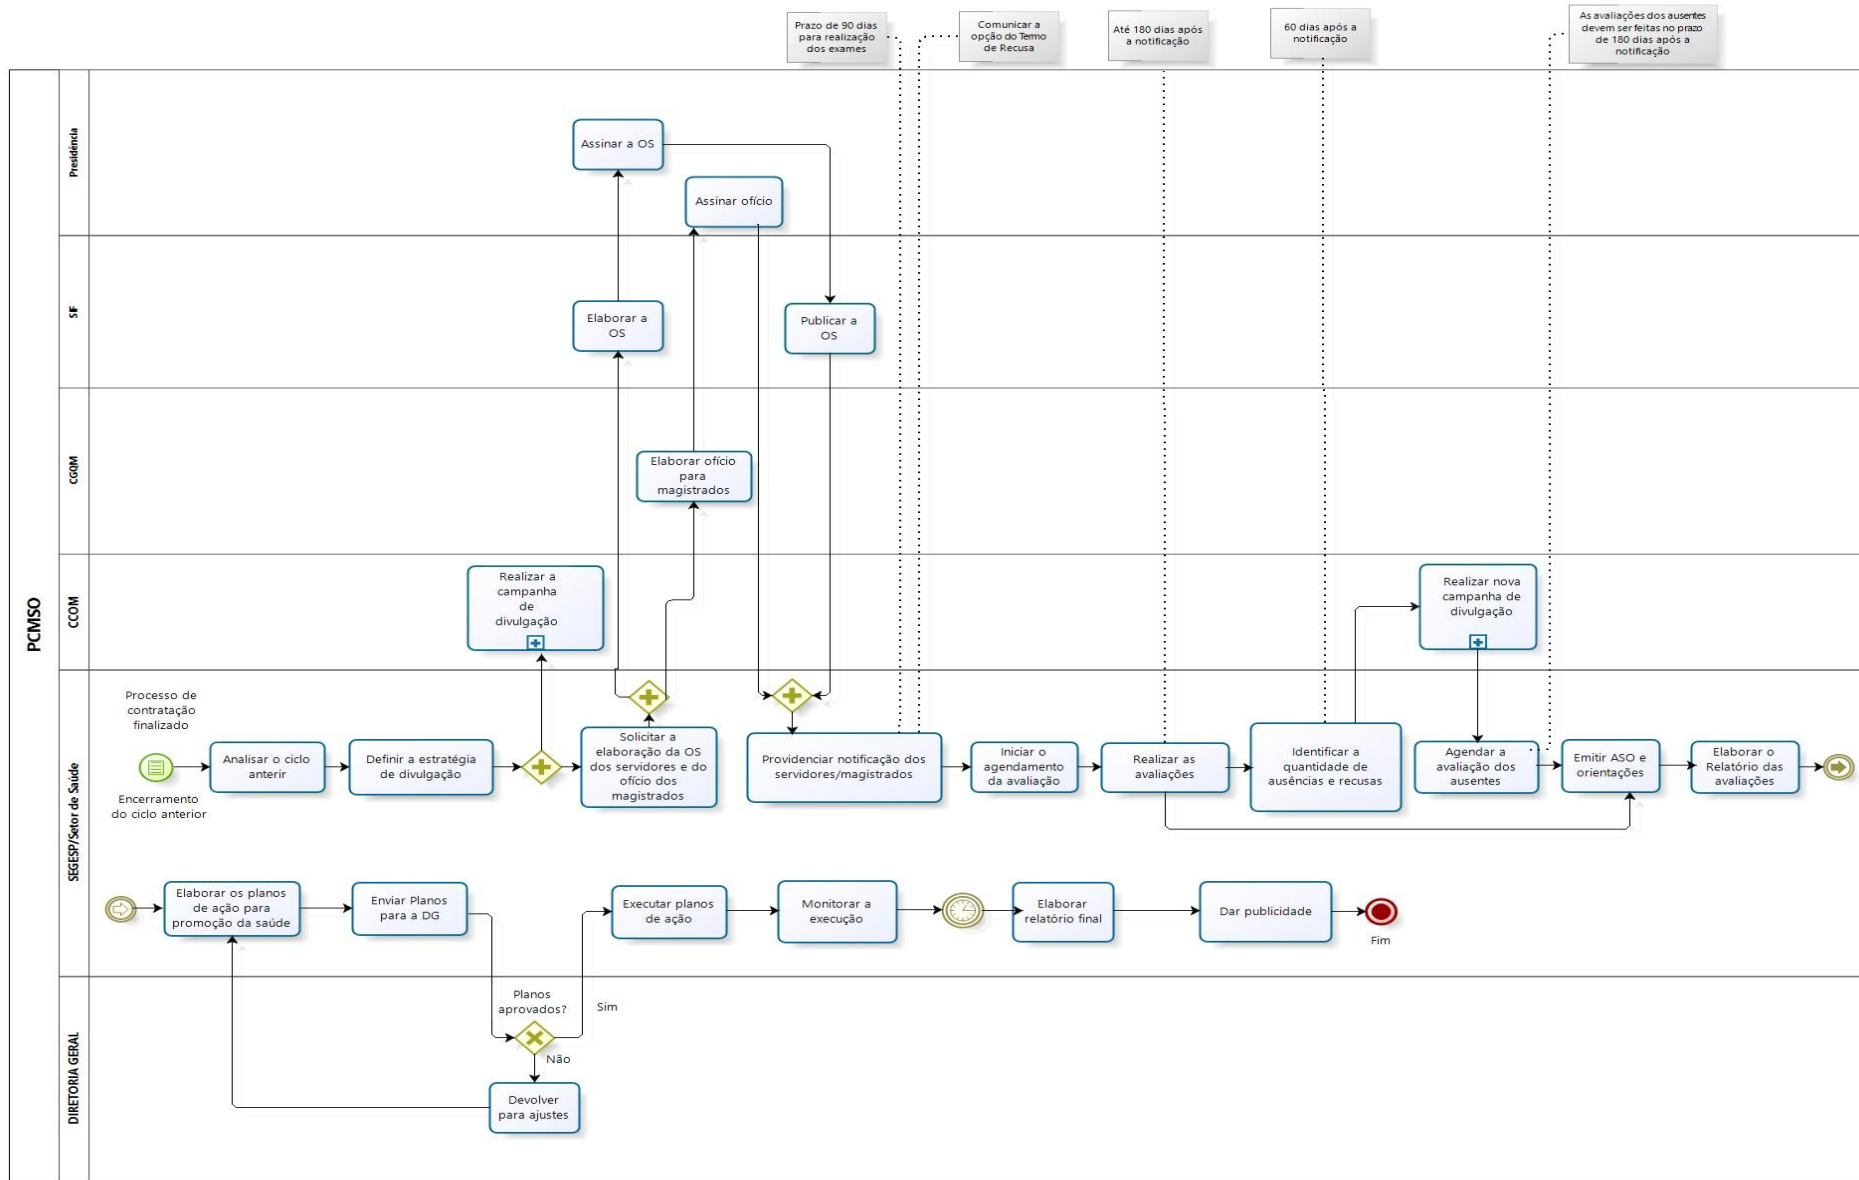 Prazo de 90 dias
para realização
dos exames
Comunicar a
opção do Termo
de Recusa
Até 180 dias após
a notificação
60 dias após a
notificação
As avaliações dos ausentes
devem ser feitas no prazo
de 180 dias após a
notificação
PCMSO
Presidência
Assinar a OS
Assinar ofício
SIF
Elaborar a
OS
Publicar a
OS
CGQM
Elaborar ofício
para
magistrados
CCOM
Realizar a
campanha
de
divulgação
Realizar nova
campanha de
divulgação
SEGESP/Setor de Saúde
Processo de
contratação
finalizado
Encerramento
do ciclo anterior
Analisar o ciclo
anterir
Definir a estratégia
de divulgação
Solicitar a
elaboração da OS
dos servidores e do
ofício dos
magistrados
Providenciar notificação dos
servidores/magistrados
Iniciar o
agendamento
da avaliação
Realizar as
avaliações
Identificar a
quantidade de
ausências e recusas
Agendar a
avaliação dos
ausentes
Emitir ASO e
orientações
Elaborar o
Relatório das
avaliações
Elaborar os planos
de ação para
promoção da saúde
Enviar Planos
para a DG
Executar planos
de ação
Monitorar a
execução
Elaborar
relatório final
Dar publicidade
Fim
DIRETORIA GERAL
Planos
aprovados?
Sim
Não
Devolver
para ajustes